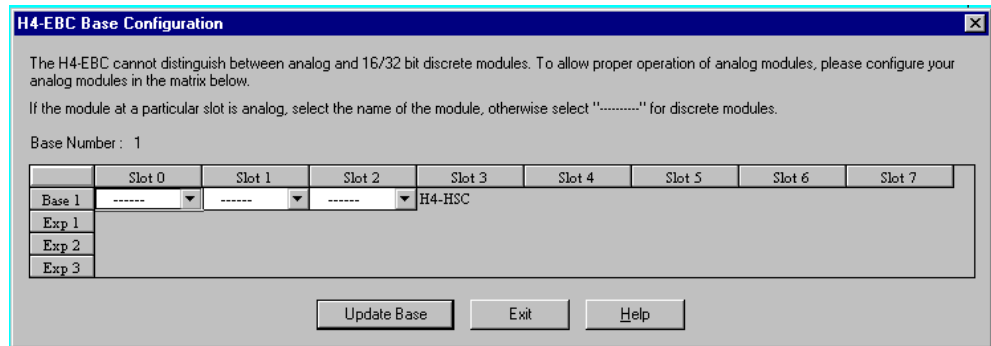 H4-EBC Base Configuration
The H4-EBC cannot distinguish between analog and 16/32 bit discrete modules. To allow proper operation of analog modules, please configure your
analog modules in the matrix below.
If the module at a particular slot is analog, select the name of the module, otherwise select "----------" for discrete modules.
Base Number : 1
Slot 0 Slot 1 Slot 2 Slot 3 Slot 4 Slot 5 Slot 6 Slot 7
Base 1 ------ ------ ------ H4-HSC
Exp 1
Exp 2
Exp 3
Update Base Exit Help